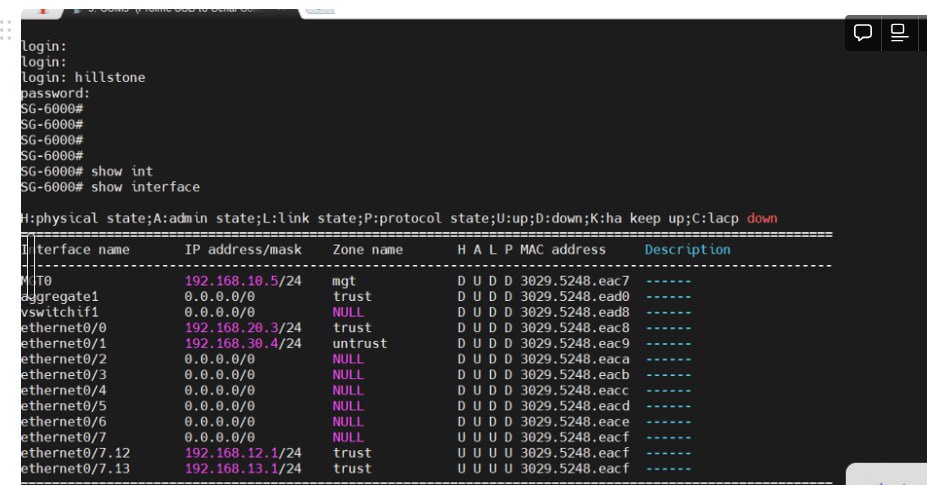 login:
login:
login: hillstone
password:
SG-6000#
SG-6000#
SG-6000#
SG-6000#
SG-6000# show int
SG-6000# show interface
H:physical state;A:admin state;L:link state;P:protocol state;U:up;D:down;K:ha keep up;C:lacp down
================================================================================
Interface name IP address/mask Zone name H A L P MAC address Description
--------------------------------------------------------------------------------
MGT0 192.168.10.5/24 mgt D U D D 3029.5248.eac7 ------
aggregate1 0.0.0.0/0 trust D U D D 3029.5248.ead0 ------
vswitchif1 0.0.0.0/0 NULL D U D D 3029.5248.ead8 ------
ethernet0/0 192.168.20.3/24 trust D U D D 3029.5248.eac8 ------
ethernet0/1 192.168.30.4/24 untrust D U D D 3029.5248.eac9 ------
ethernet0/2 0.0.0.0/0 NULL D U D D 3029.5248.eaca ------
ethernet0/3 0.0.0.0/0 NULL D U D D 3029.5248.eacb ------
ethernet0/4 0.0.0.0/0 NULL D U D D 3029.5248.eacc ------
ethernet0/5 0.0.0.0/0 NULL D U D D 3029.5248.eacd ------
ethernet0/6 0.0.0.0/0 NULL D U D D 3029.5248.eace ------
ethernet0/7 0.0.0.0/0 NULL U U U D 3029.5248.eacf ------
ethernet0/7.12 192.168.12.1/24 trust U U U U 3029.5248.eacf ------
ethernet0/7.13 192.168.13.1/24 trust U U U U 3029.5248.eacf ------
================================================================================